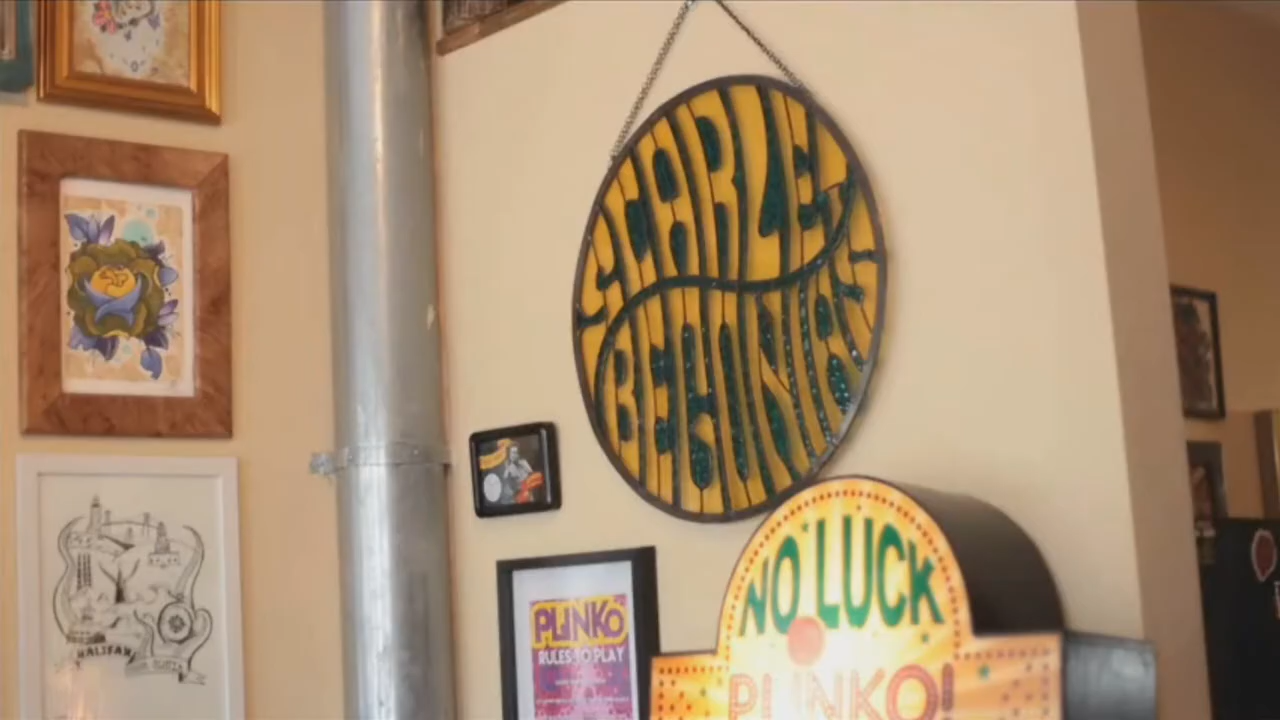 SCARLET
BEGONIAS
NO LUCK
PLINKO!
PLINKO
RULES TO PLAY
HALIFAX